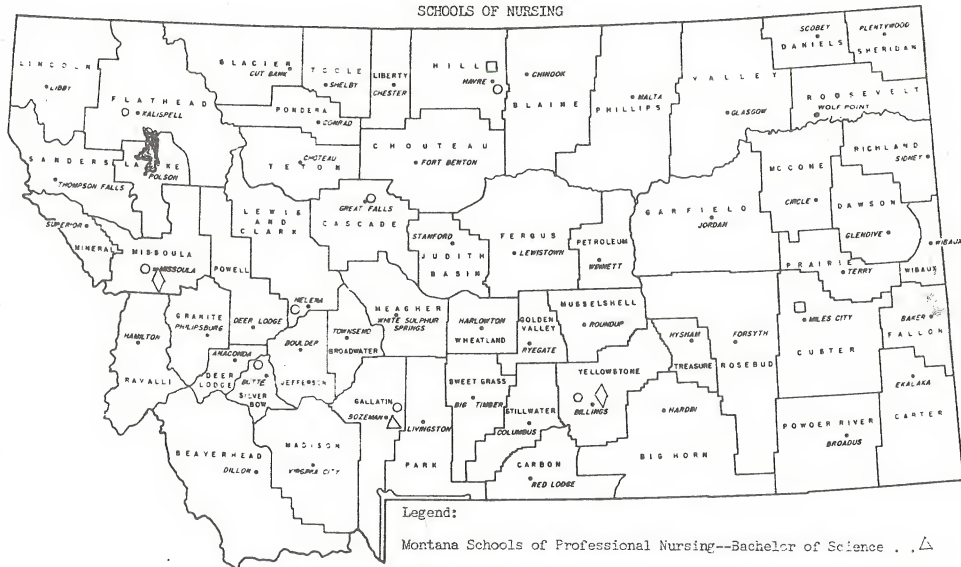 SCHOOLS OF NURSING
LINCOLN
LIBBY
FLATHEAD
KALISPELL
GLACIER
CUT BANK
TOOLE
SHELBY
LIBERTY
CHESTER
HILL
HAVRE
CHINOOK
BLAINE
PHILLIPS
MALTA
VALLEY
GLASGOW
SCOBEY
DANIELS
PLENTYWOOD
SHERIDAN
ROOSEVELT
WOLF POINT
PONDERA
CONRAD
TETON
CHOTEAU
CHOUTEAU
FORT BENTON
SANDERS
THOMPSON FALLS
LAKE
POLSON
LEWIS
AND
CLARK
GREAT FALLS
CASCADE
STANFORD
JUDITH
BASIN
FERGUS
LEWISTOWN
PETROLEUM
WINNETT
GARFIELD
JORDAN
MCCONE
CIRCLE
RICHLAND
SIDNEY
DAWSON
GLENDIVE
PRAIRIE
TERRY
WIBAUX
WIBAUX
SUPERIOR
MINERAL
MISSOULA
MISSOULA
POWELL
GRANITE
PHILIPSBURG
DEER LODGE
HELENA
HAMILTON
RAVALLI
ANACONDA
DEER
LODGE
BUTTE
SILVER
BOW
BOULDER
JEFFERSON
TOWNSEND
BROADWATER
MEAGHER
WHITE SULPHUR
SPRINGS
HARLOWTON
WHEATLAND
GOLDEN
VALLEY
RYEGATE
MUSSELSHELL
ROUNDUP
HYSHAM
TREASURE
FORSYTH
ROSEBUD
MILES CITY
CUSTER
BAKER
FALLON
EKALAKA
CARTER
GALLATIN
BOZEMAN
LIVINGSTON
PARK
SWEET GRASS
BIG TIMBER
STILLWATER
COLUMBUS
YELLOWSTONE
BILLINGS
HARDIN
BIG HORN
POWDER RIVER
BROADUS
BEAVERHEAD
DILLON
MADISON
VIRGINIA CITY
CARBON
RED LODGE
Legend:
Montana Schools of Professional Nursing--Bachelor of Science . .